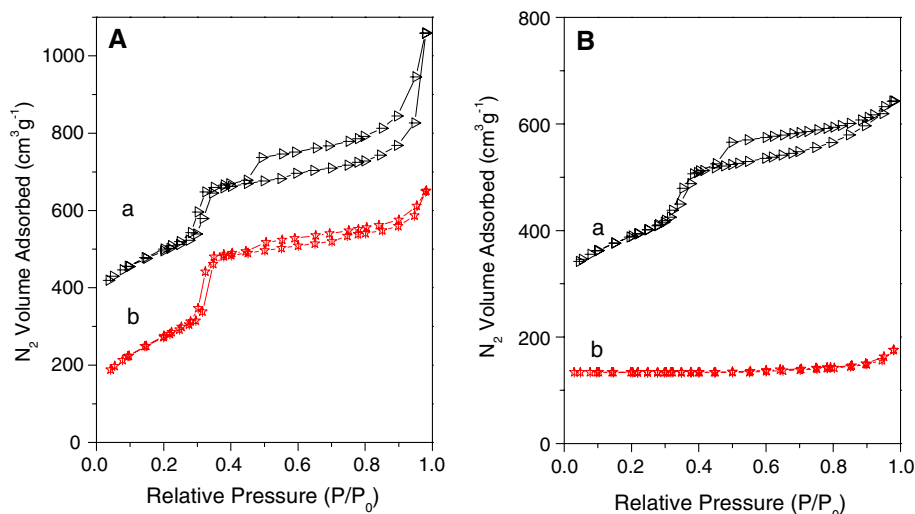 A
1000
800
600
400
200
0
a
b
N₂ Volume Adsorbed (cm³g⁻¹)
0.0 0.2 0.4 0.6 0.8 1.0
Relative Pressure (P/P₀)
B
800
600
400
200
0
a
b
N₂ Volume Adsorbed (cm³g⁻¹)
0.0 0.2 0.4 0.6 0.8 1.0
Relative Pressure (P/P₀)